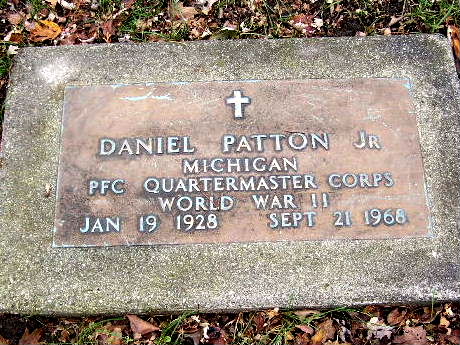 DANIEL PATTON JR
MICHIGAN
PFC QUARTERMASTER CORPS
WORLD WAR II
JAN 19 1928 SEPT 21 1968